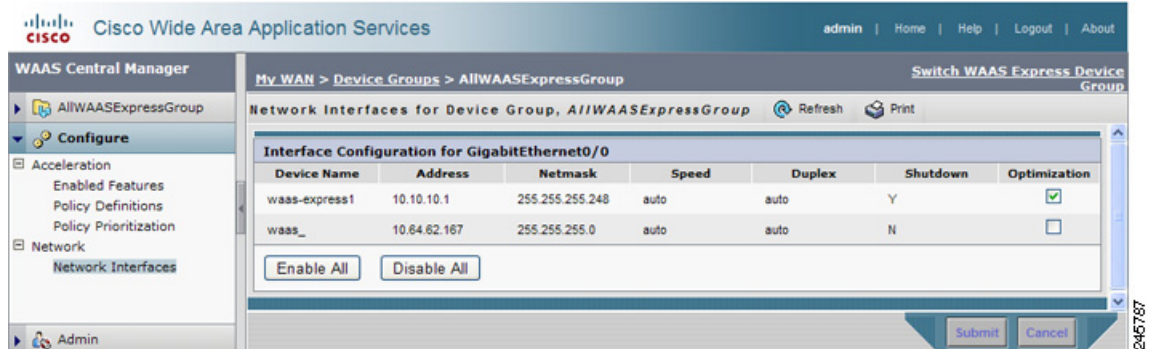 CISCO
Cisco Wide Area Application Services
admin | Home | Help | Logout | About
WAAS Central Manager
AllWAASExpressGroup
Configure
Acceleration
Enabled Features
Policy Definitions
Policy Prioritization
Network
Network Interfaces
Admin
My WAN > Device Groups > AllWAASExpressGroup
Switch WAAS Express Device
Group
Network Interfaces for Device Group, AllWAASExpressGroup Refresh Print
Interface Configuration for GigabitEthernet0/0
Device Name Address Netmask Speed Duplex Shutdown Optimization
waas-express1 10.10.10.1 255.255.255.248 auto auto Y
waas_ 10.64.62.167 255.255.255.0 auto auto N
Enable All Disable All
Submit Cancel
245787